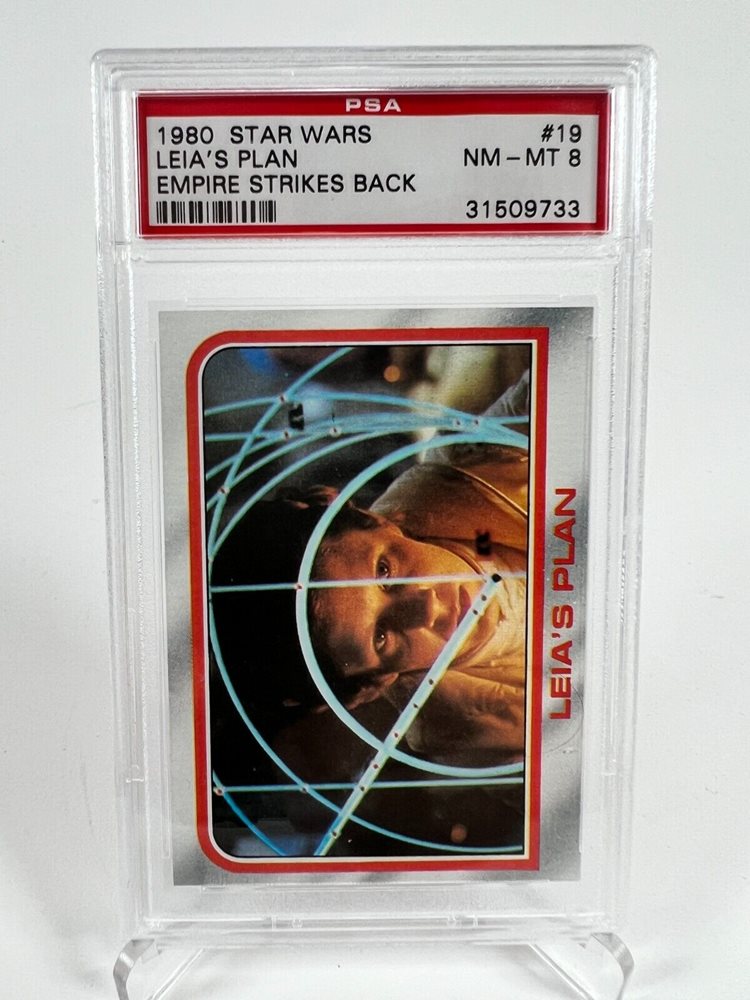 PSA
1980 STAR WARS #19
LEIA'S PLAN NM - MT 8
EMPIRE STRIKES BACK
31509733
LEIA'S PLAN